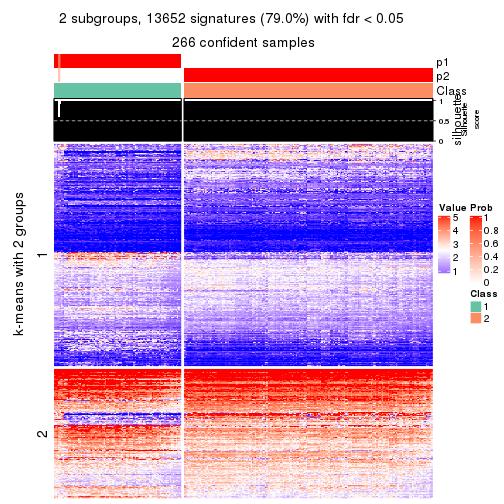 2 subgroups, 13652 signatures (79.0%) with fdr < 0.05
266 confident samples
p1
p2
Class
silhouette
1
0.5
0
Silhouette
score
k-means with 2 groups
1
2
Value
5
4
3
2
1
Prob
1
0.8
0.6
0.4
0.2
0
Class
1
2